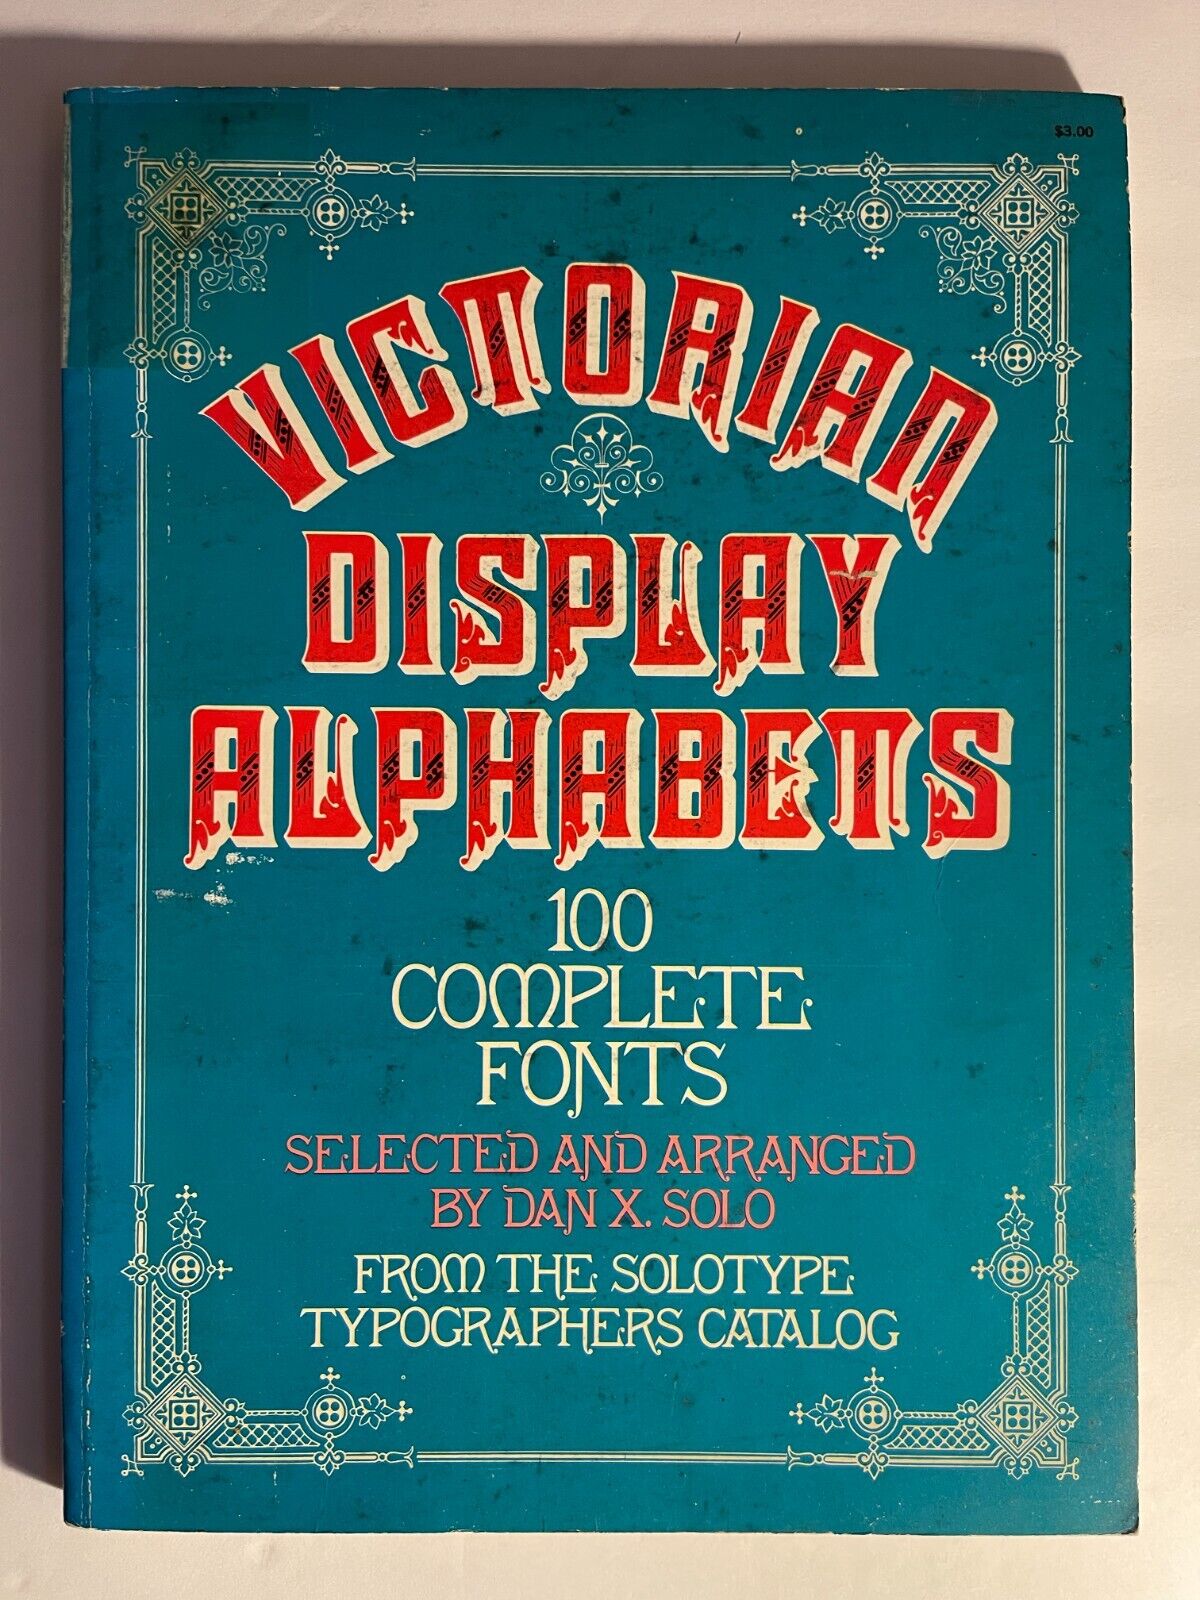 $3.00
VICTORIAN
DISPLAY
ALPHABETS
100
COMPLETE
FONTS
SELECTED AND ARRANGED
BY DAN X. SOLO
FROM THE SOLOTYPE
TYPOGRAPHERS CATALOG